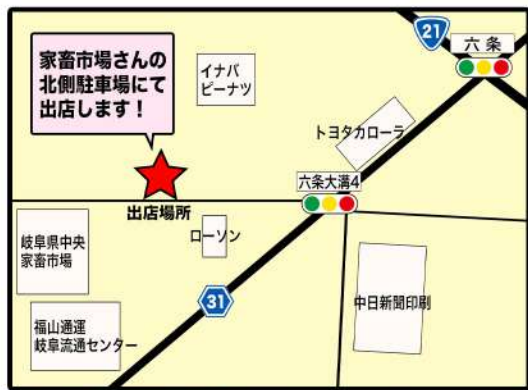 家畜市場さんの
北側駐車場にて
出店します！
イナバ
ピーナツ
21
六条
トヨタカローラ
六条大溝4
出店場所
ローソン
岐阜県中央
家畜市場
31
中日新聞印刷
福山通運
岐阜流通センター